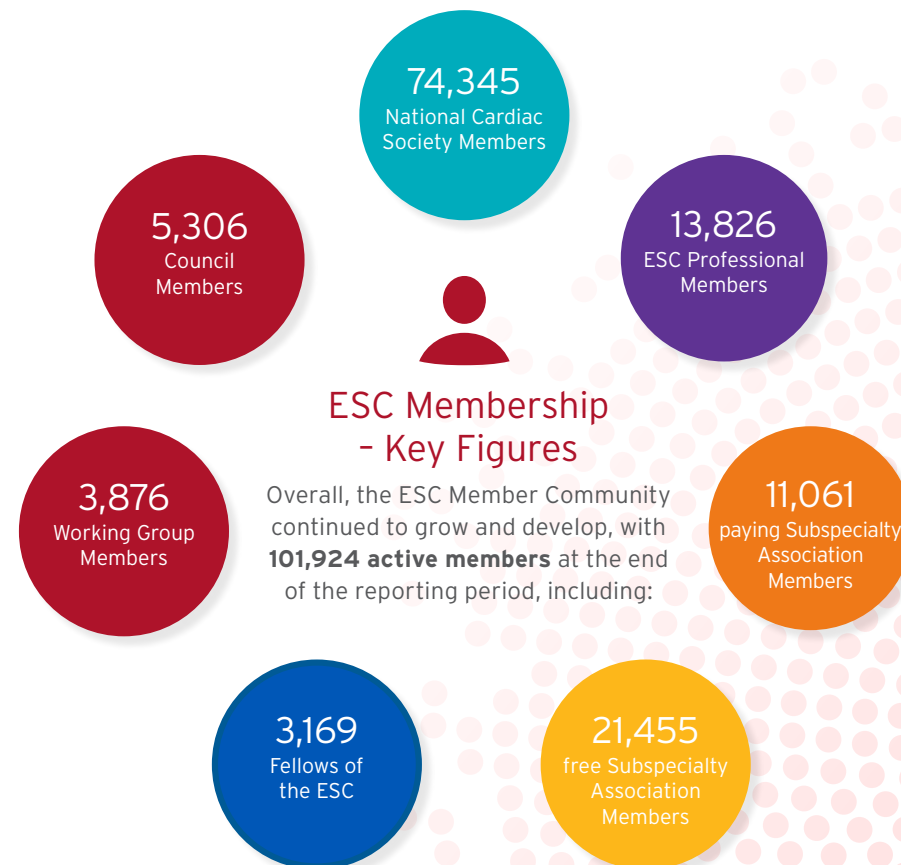 74,345
National Cardiac
Society Members
5,306
Council
Members
13,826
ESC Professional
Members
ESC Membership
– Key Figures
Overall, the ESC Member Community
continued to grow and develop, with
101,924 active members at the end
of the reporting period, including:
3,876
Working Group
Members
11,061
paying Subspecialty
Association
Members
3,169
Fellows of
the ESC
21,455
free Subspecialty
Association
Members